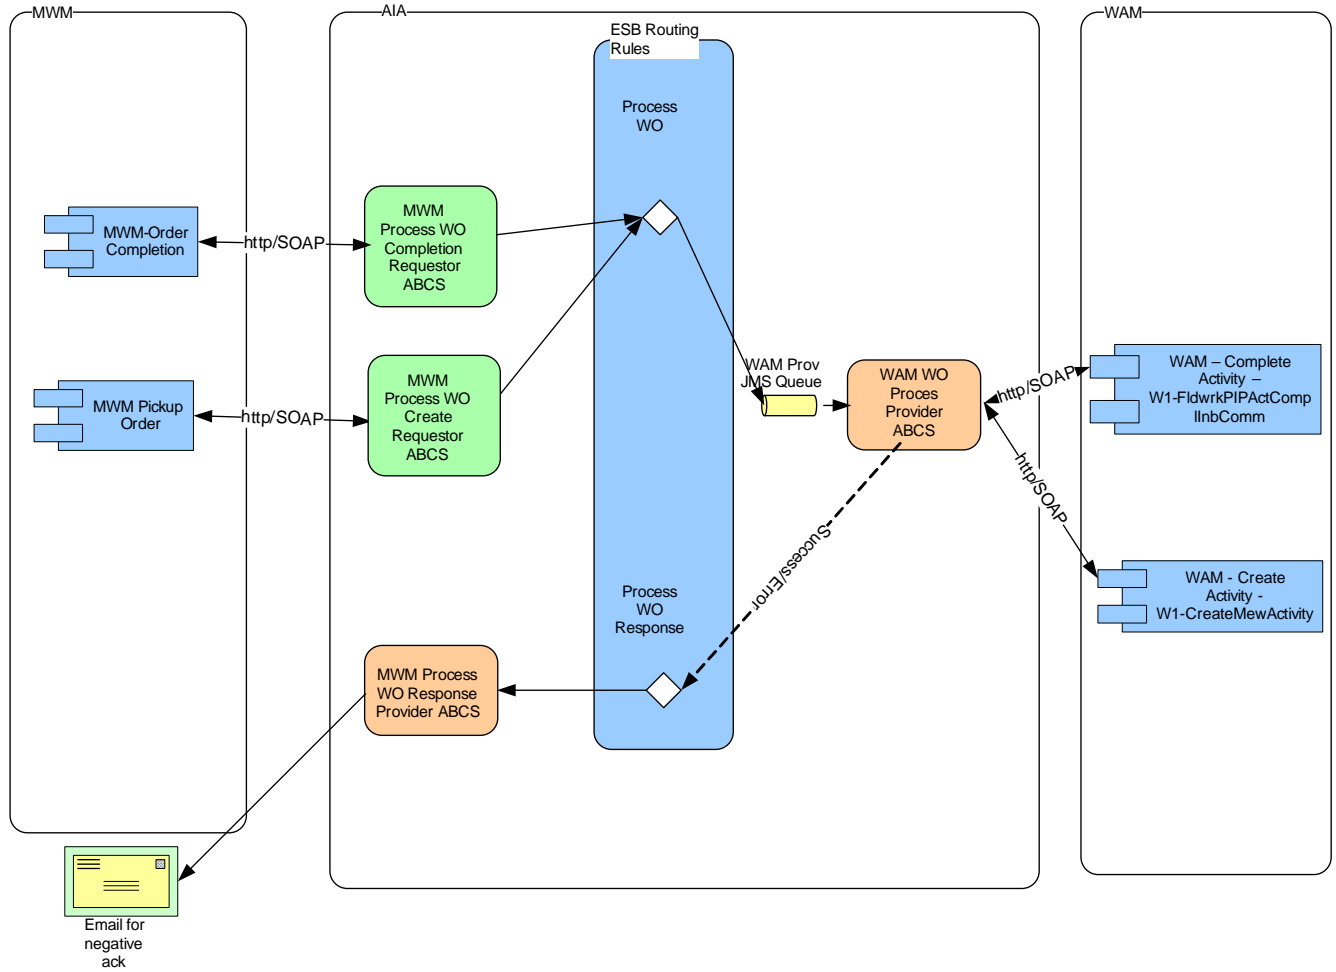 MWM
AIA
WAM
ESB Routing
Rules
Process
WO
MWM-Order
Completion
http/SOAP
MWM
Process WO
Completion
Requestor
ABCS
MWM Pickup
Order
http/SOAP
MWM
Process WO
Create
Requestor
ABCS
WAM Prov
JMS Queue
WAM WO
Proces
Provider
ABCS
http/SOAP
WAM – Complete
Activity –
W1-FldwrkPIPActComp
lInbComm
http/SOAP
Success/Error
WAM - Create
Activity -
W1-CreateMewActivity
Process
WO
Response
MWM Process
WO Response
Provider ABCS
Email for
negative
ack